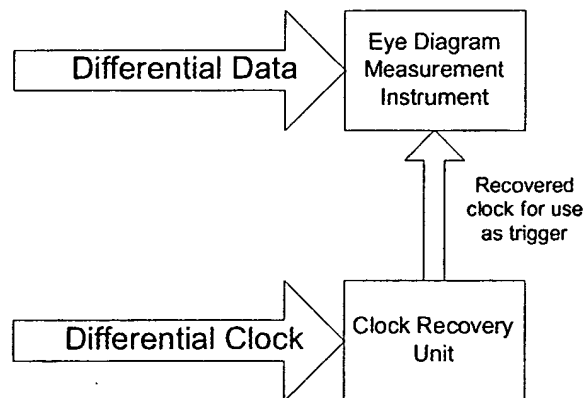 Differential Data
Eye Diagram
Measurement
Instrument
Recovered
clock for use
as trigger
Differential Clock
Clock Recovery
Unit